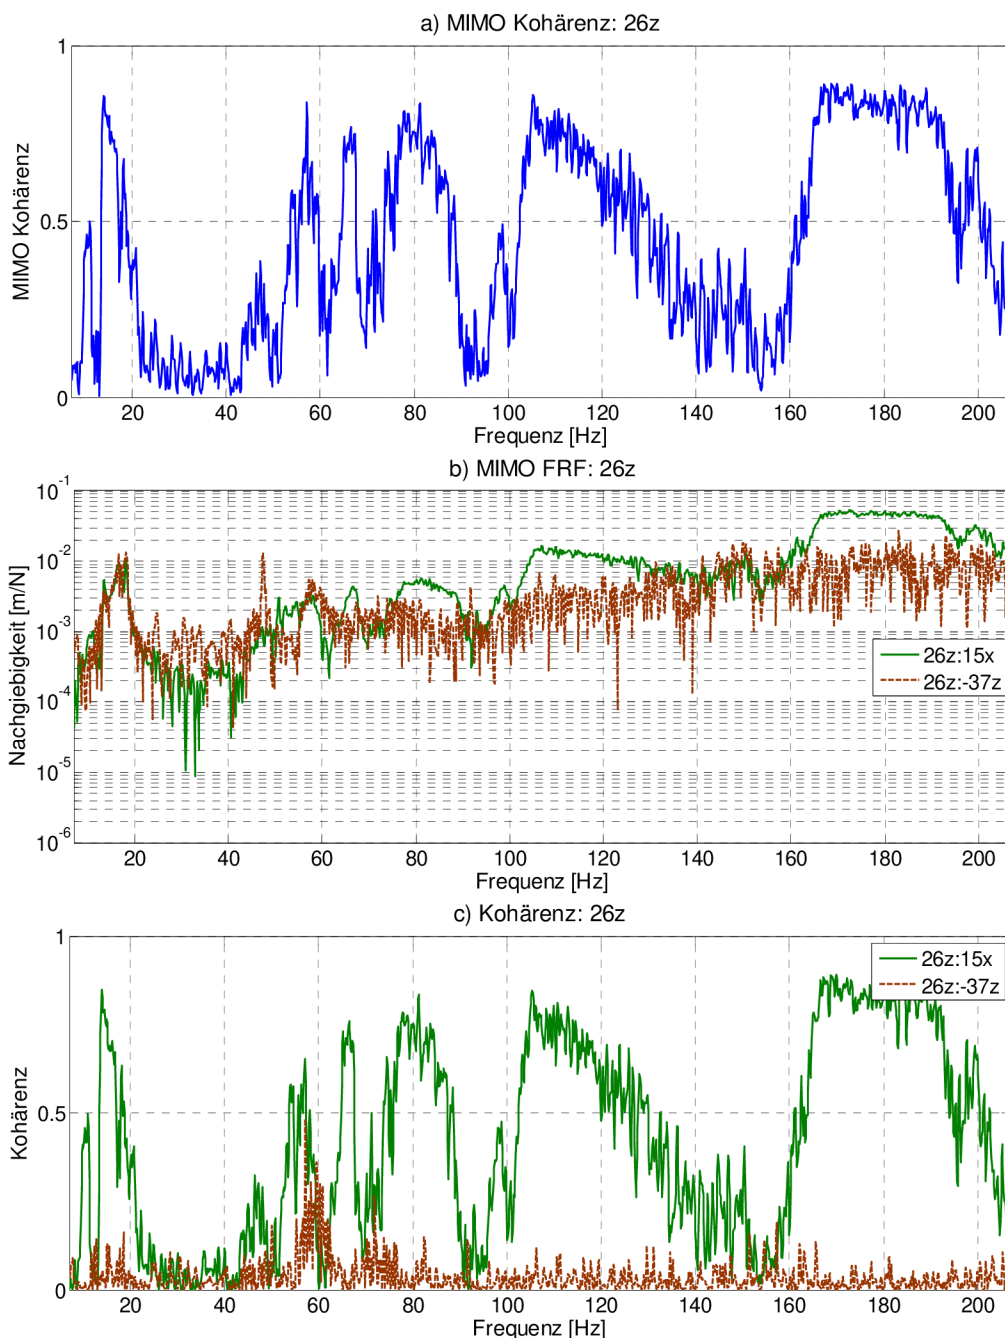 a) MIMO Kohärenz: 26z
1
0.5
0
MIMO Kohärenz
20 40 60 80 100 120 140 160 180 200
Frequenz [Hz]
b) MIMO FRF: 26z
10^-1
10^-2
10^-3
10^-4
10^-5
10^-6
Nachgiebigkeit [m/N]
26z:15x
26z:-37z
20 40 60 80 100 120 140 160 180 200
Frequenz [Hz]
c) Kohärenz: 26z
1
0.5
0
Kohärenz
26z:15x
26z:-37z
20 40 60 80 100 120 140 160 180 200
Frequenz [Hz]